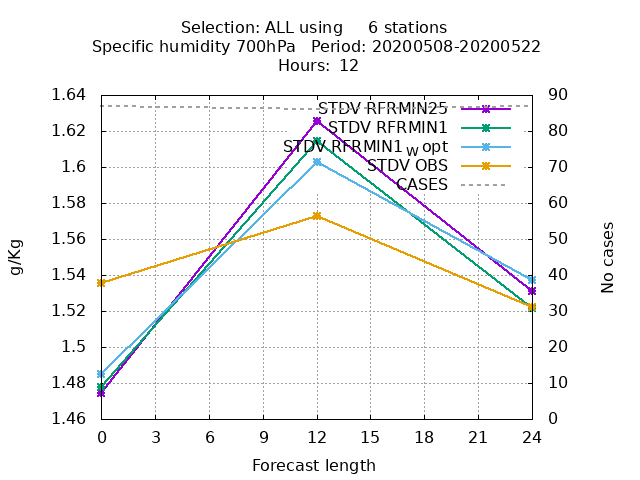 Selection: ALL using 6 stations
Specific humidity 700hPa Period: 20200508-20200522
Hours: 12
STDV RFRMIN25
STDV RFRMIN1
STDV RFRMIN1 W opt
STDV OBS
CASES
g/Kg
1.64
1.62
1.6
1.58
1.56
1.54
1.52
1.5
1.48
1.46
90
80
70
60
50
40
30
20
10
0
No cases
0 3 6 9 12 15 18 21 24
Forecast length